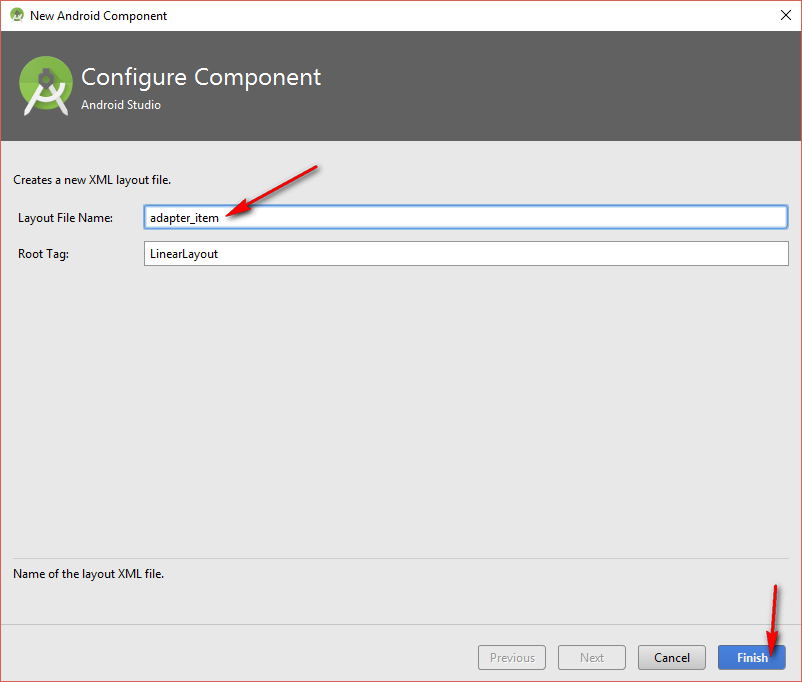 New Android Component
Configure Component
Android Studio
Creates a new XML layout file.
Layout File Name: adapter_item
Root Tag: LinearLayout
Name of the layout XML file.
Previous Next Cancel Finish